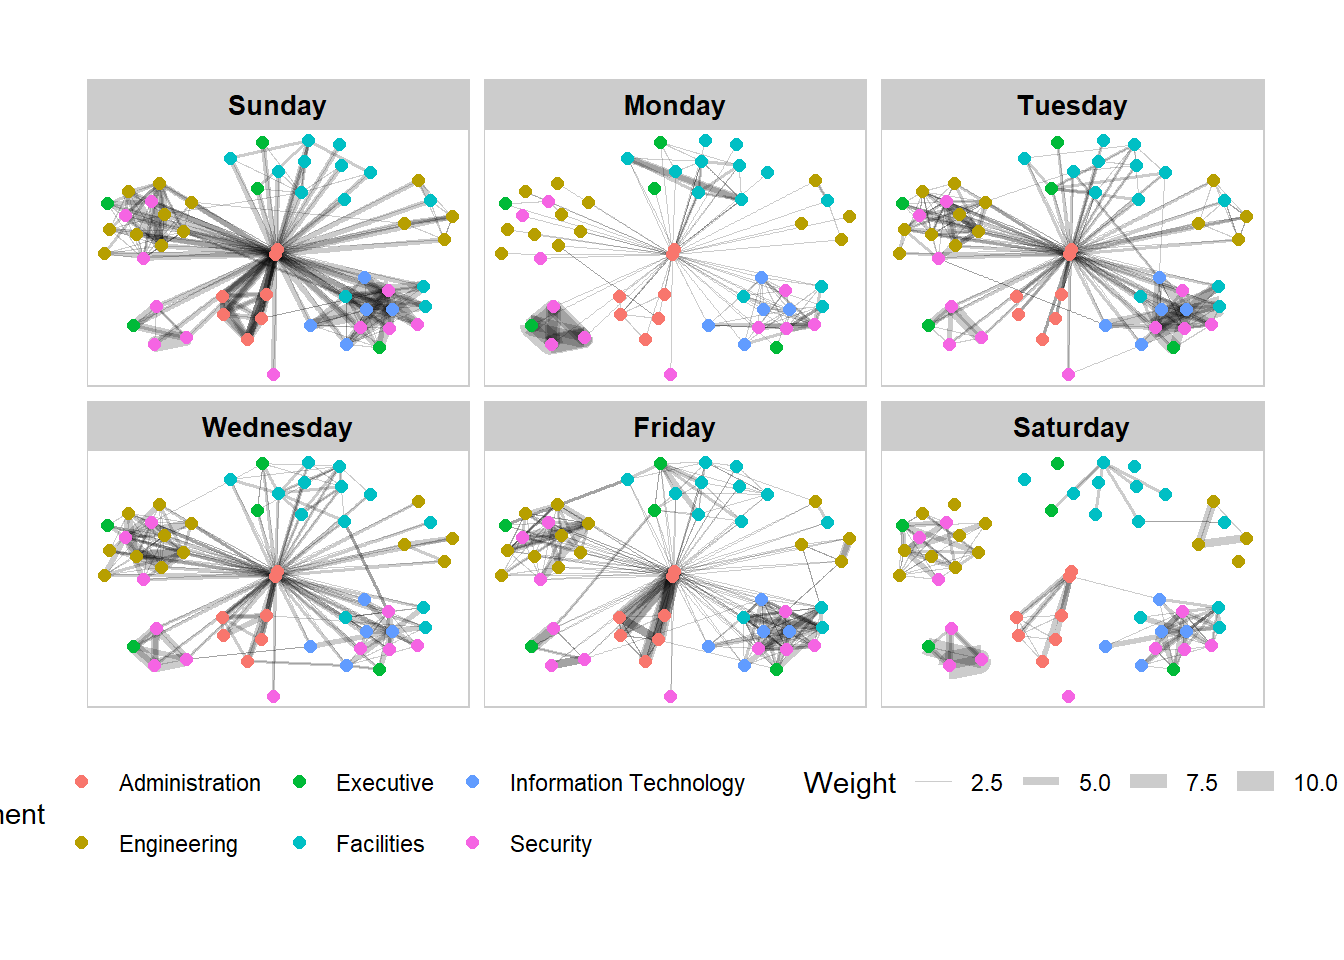 Sunday Monday Tuesday
Wednesday Friday Saturday
Administration Executive Information Technology Weight 2.5 5.0 7.5 10.0
Engineering Facilities Security